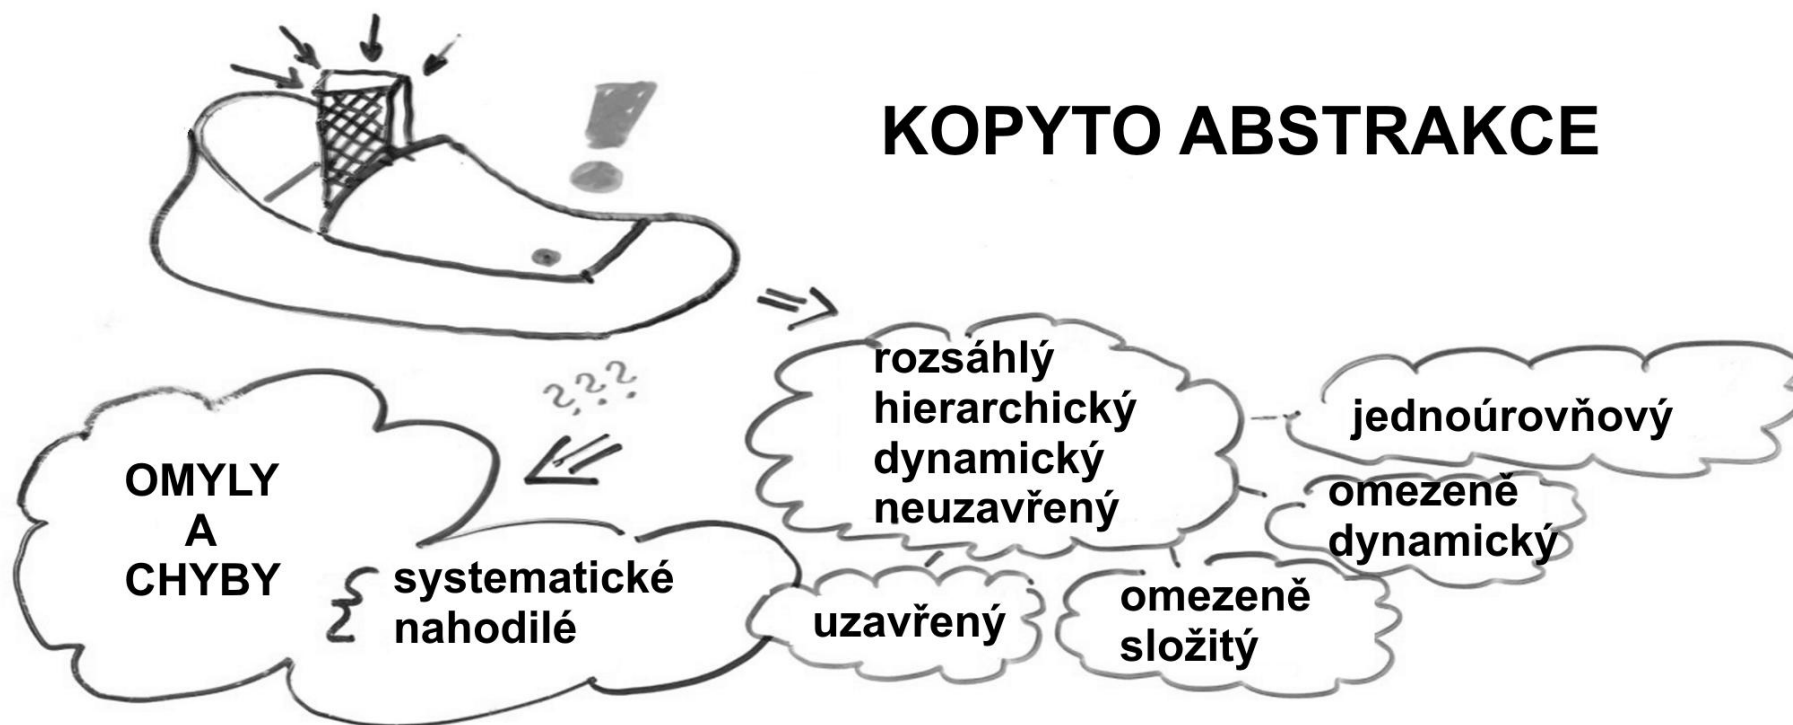 KOPYTO ABSTRAKCE
???
rozsáhlý
hierarchický
dynamický
neuzavřený
jednoúrovňový
omezeně
dynamický
omezeně
složitý
uzavřený
OMYLY
A
CHYBY
systematické
nahodilé